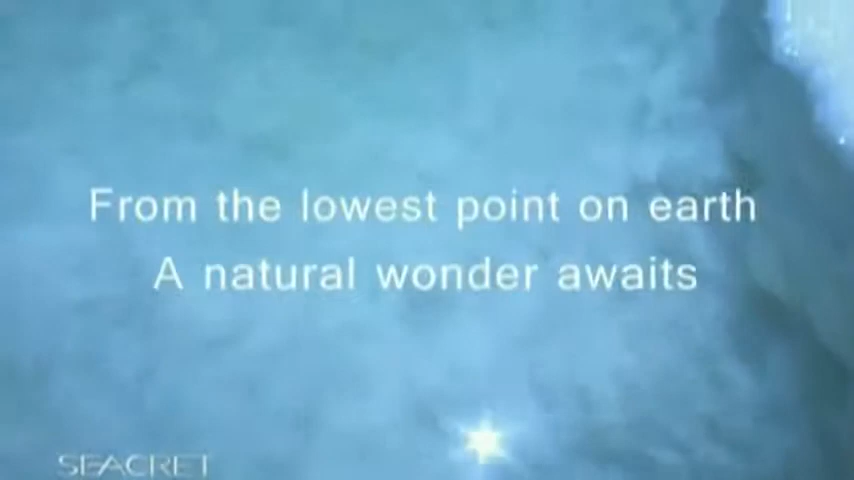 From the lowest point on earth
A natural wonder awaits
SEACRET